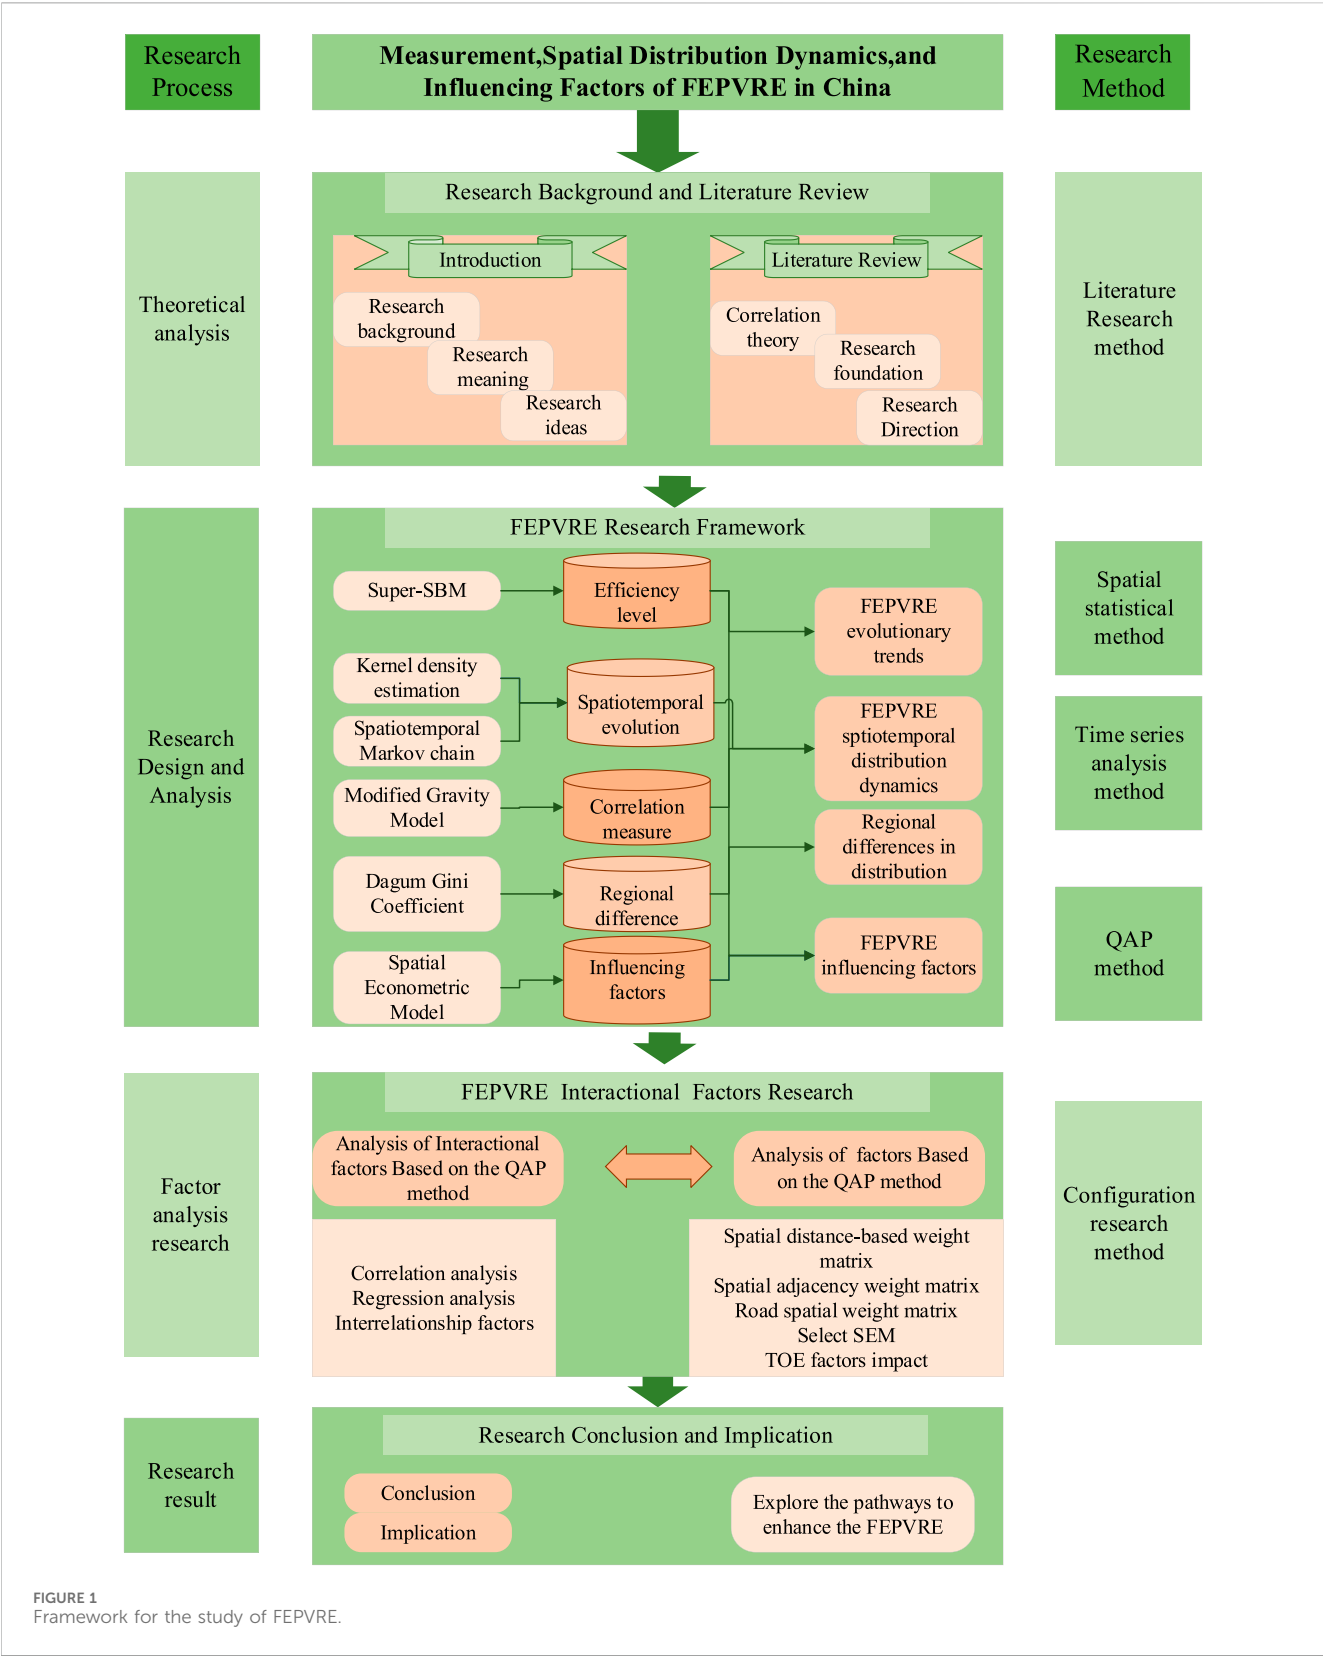 Research
Process
Measurement,Spatial Distribution Dynamics,and
Influencing Factors of FEPVRE in China
Research
Method
Theoretical
analysis
Research Background and Literature Review
Introduction
Research
background
Research
meaning
Research
ideas
Literature Review
Correlation
theory
Research
foundation
Research
Direction
Literature
Research
method
Research
Design and
Analysis
FEPVRE Research Framework
Super-SBM
Kernel density
estimation
Spatiotemporal
Markov chain
Modified Gravity
Model
Dagum Gini
Coefficient
Spatial
Econometric
Model
Efficiency
level
Spatiotemporal
evolution
Correlation
measure
Regional
difference
Influencing
factors
FEPVRE
evolutionary
trends
FEPVRE
sptiotemporal
distribution
dynamics
Regional
differences in
distribution
FEPVRE
influencing factors
Spatial
statistical
method
Time series
analysis
method
QAP
method
Factor
analysis
research
FEPVRE Interactional Factors Research
Analysis of Interactional
factors Based on the QAP
method
Analysis of factors Based
on the QAP method
Correlation analysis
Regression analysis
Interrelationship factors
Spatial distance-based weight
matrix
Spatial adjacency weight matrix
Road spatial weight matrix
Select SEM
TOE factors impact
Configuration
research
method
Research
result
Research Conclusion and Implication
Conclusion
Implication
Explore the pathways to
enhance the FEPVRE
FIGURE 1
Framework for the study of FEPVRE.